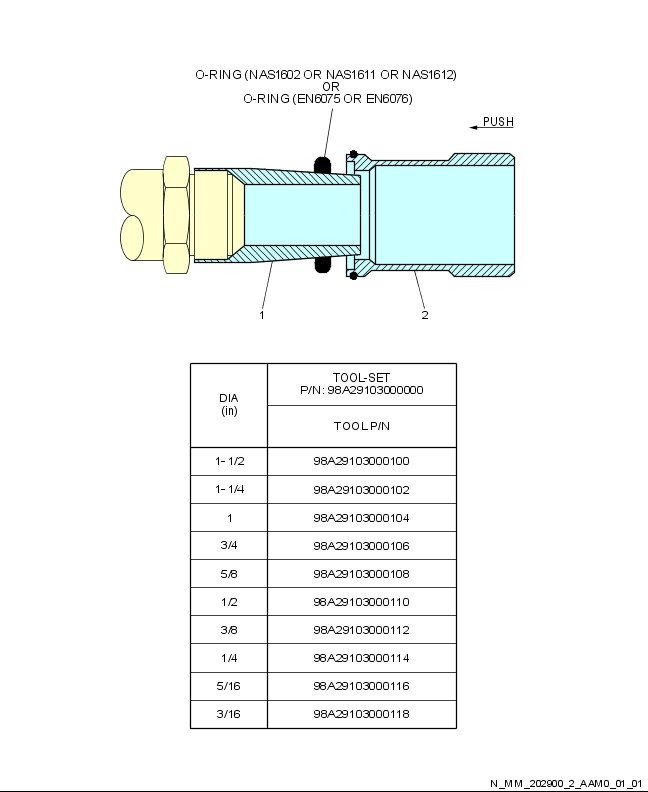 O-RING (NAS1602 OR NAS1611 OR NAS1612)
OR
O-RING (EN6075 OR EN6076)
PUSH
1
2
DIA
(in)
TOOL-SET
P/N: 98A29103000000
TOOL P/N
1- 1/2 98A29103000100
1- 1/4 98A29103000102
1 98A29103000104
3/4 98A29103000106
5/8 98A29103000108
1/2 98A29103000110
3/8 98A29103000112
1/4 98A29103000114
5/16 98A29103000116
3/16 98A29103000118
N_MM_202900_2_AAM0_01_01